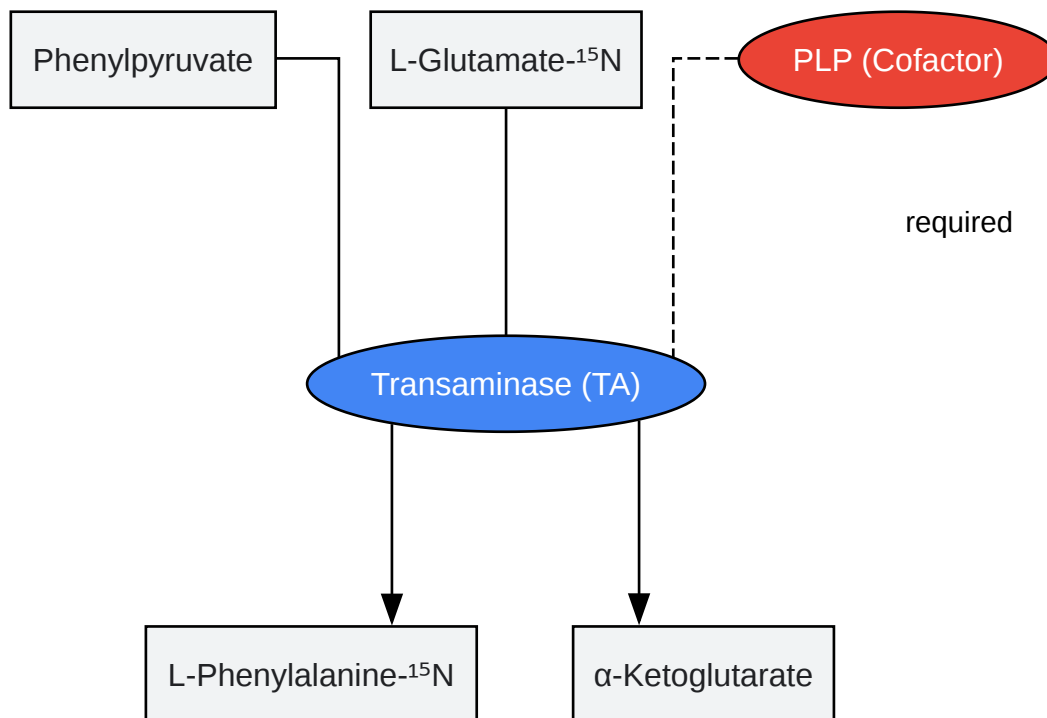 Phenylpyruvate
L-Glutamate-¹⁵N
PLP (Cofactor)
required
Transaminase (TA)
L-Phenylalanine-¹⁵N
α-Ketoglutarate